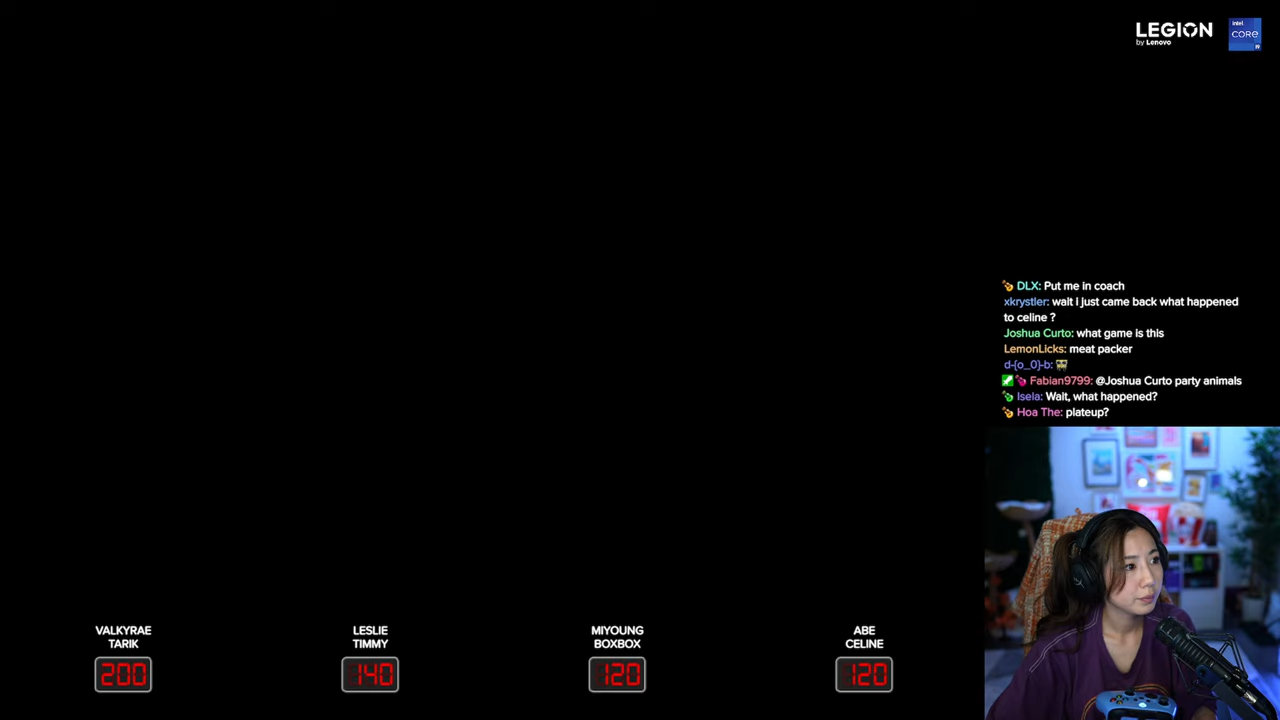 LEGION
by Lenovo
intel
CORE
i9
DLX: Put me in coach
xkrystler: wait i just came back what happened
to celine ?
Joshua Curto: what game is this
LemonLicks: meat packer
d-{o_0}-b:
Fabian9799: @Joshua Curto party animals
Isela: Wait, what happened?
Hoa The: plateup?
VALKYRAE
TARIK
200
LESLIE
TIMMY
140
MIYOUNG
BOXBOX
120
ABE
CELINE
120